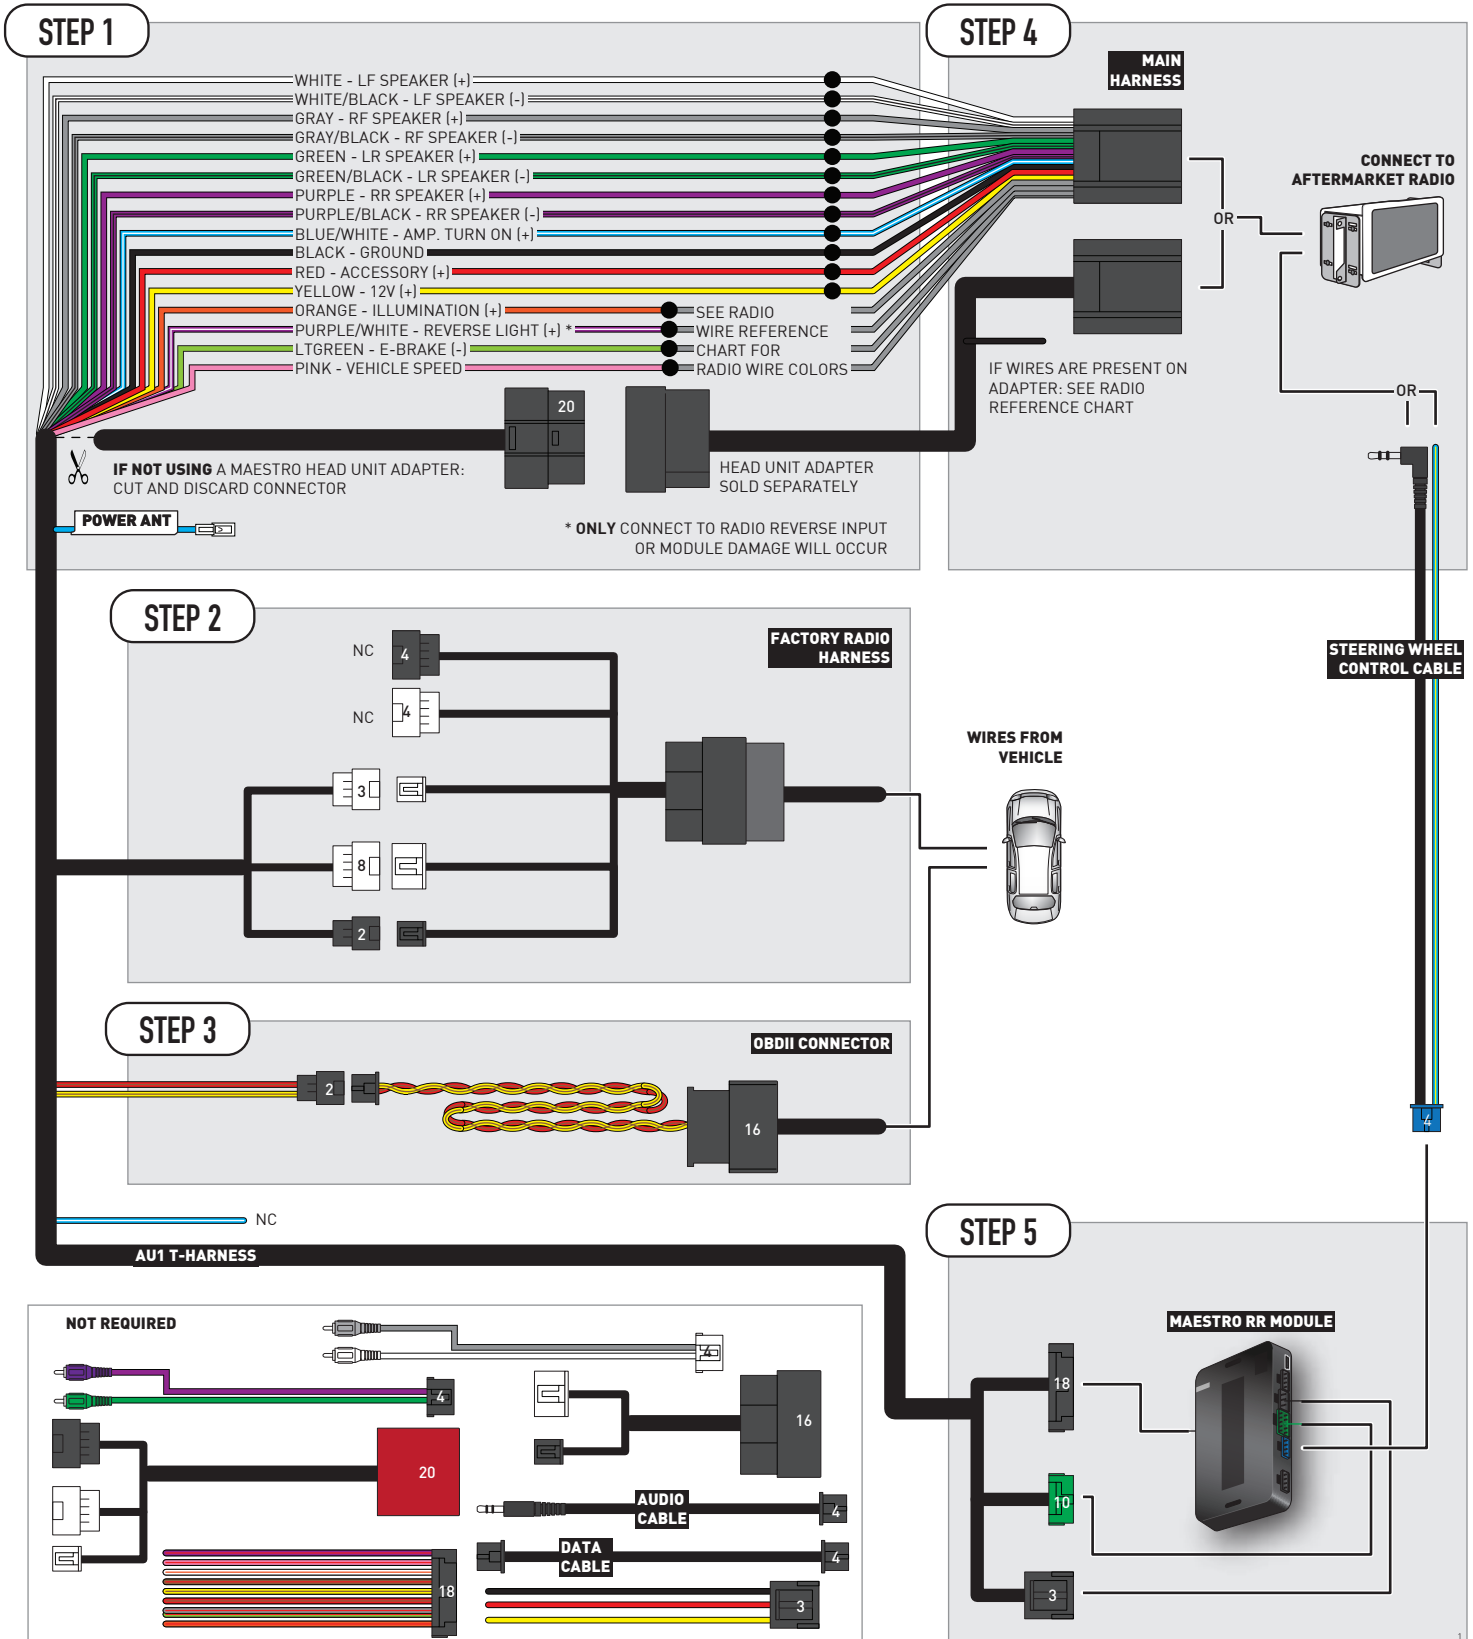 STEP 1
WHITE - LF SPEAKER (+)
WHITE/BLACK - LF SPEAKER (-)
GRAY - RF SPEAKER (+)
GRAY/BLACK - RF SPEAKER (-)
GREEN - LR SPEAKER (+)
GREEN/BLACK - LR SPEAKER (-)
PURPLE - RR SPEAKER (+)
PURPLE/BLACK - RR SPEAKER (-)
BLUE/WHITE - AMP. TURN ON (+)
BLACK - GROUND
RED - ACCESSORY (+)
YELLOW - 12V (+)
ORANGE - ILLUMINATION (+)
PURPLE/WHITE - REVERSE LIGHT (+) *
LTGREEN - E-BRAKE (-)
PINK - VEHICLE SPEED
SEE RADIO
WIRE REFERENCE
CHART FOR
RADIO WIRE COLORS
20
IF NOT USING A MAESTRO HEAD UNIT ADAPTER:
CUT AND DISCARD CONNECTOR
HEAD UNIT ADAPTER
SOLD SEPARATELY
POWER ANT
* ONLY CONNECT TO RADIO REVERSE INPUT
OR MODULE DAMAGE WILL OCCUR
STEP 4
MAIN
HARNESS
OR
CONNECT TO
AFTERMARKET RADIO
IF WIRES ARE PRESENT ON
ADAPTER: SEE RADIO
REFERENCE CHART
OR
STEERING WHEEL
CONTROL CABLE
4
STEP 2
FACTORY RADIO
HARNESS
NC
4
NC
4
3
8
2
WIRES FROM
VEHICLE
STEP 3
OBDII CONNECTOR
2
16
NC
AU1 T-HARNESS
STEP 5
MAESTRO RR MODULE
18
10
3
1
NOT REQUIRED
4
4
16
20
AUDIO
CABLE
4
DATA
CABLE
4
18
3